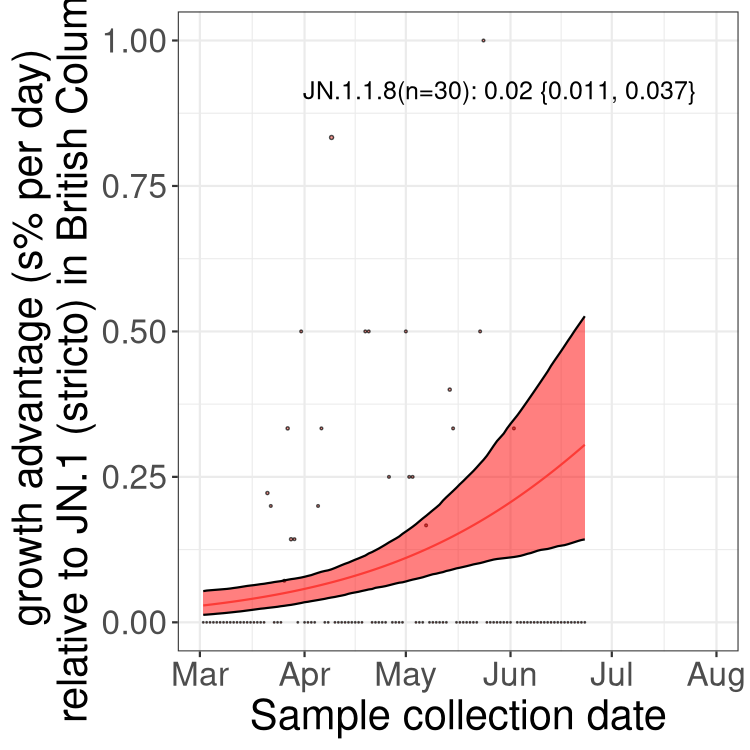 growth advantage (s% per day)
relative to JN.1 (stricto) in British Colum
1.00
0.75
0.50
0.25
0.00
JN.1.1.8(n=30): 0.02 {0.011, 0.037}
Mar Apr May Jun Jul Aug
Sample collection date